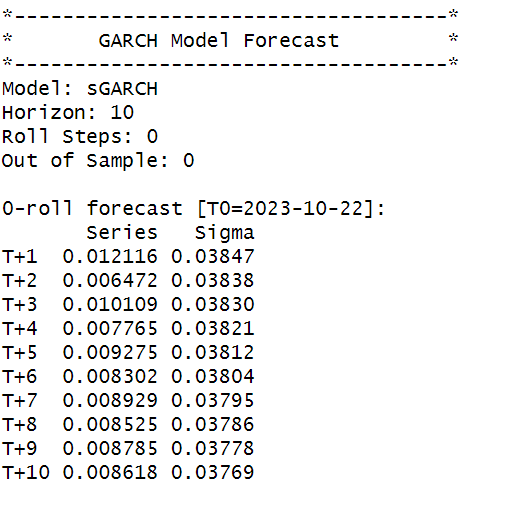 *------------------------------------*
*       GARCH Model Forecast         *
*------------------------------------*
Model: sGARCH
Horizon: 10
Roll Steps: 0
Out of Sample: 0

0-roll forecast [T0=2023-10-22]:
       Series   Sigma
T+1  0.012116 0.03847
T+2  0.006472 0.03838
T+3  0.010109 0.03830
T+4  0.007765 0.03821
T+5  0.009275 0.03812
T+6  0.008302 0.03804
T+7  0.008929 0.03795
T+8  0.008525 0.03786
T+9  0.008785 0.03778
T+10 0.008618 0.03769